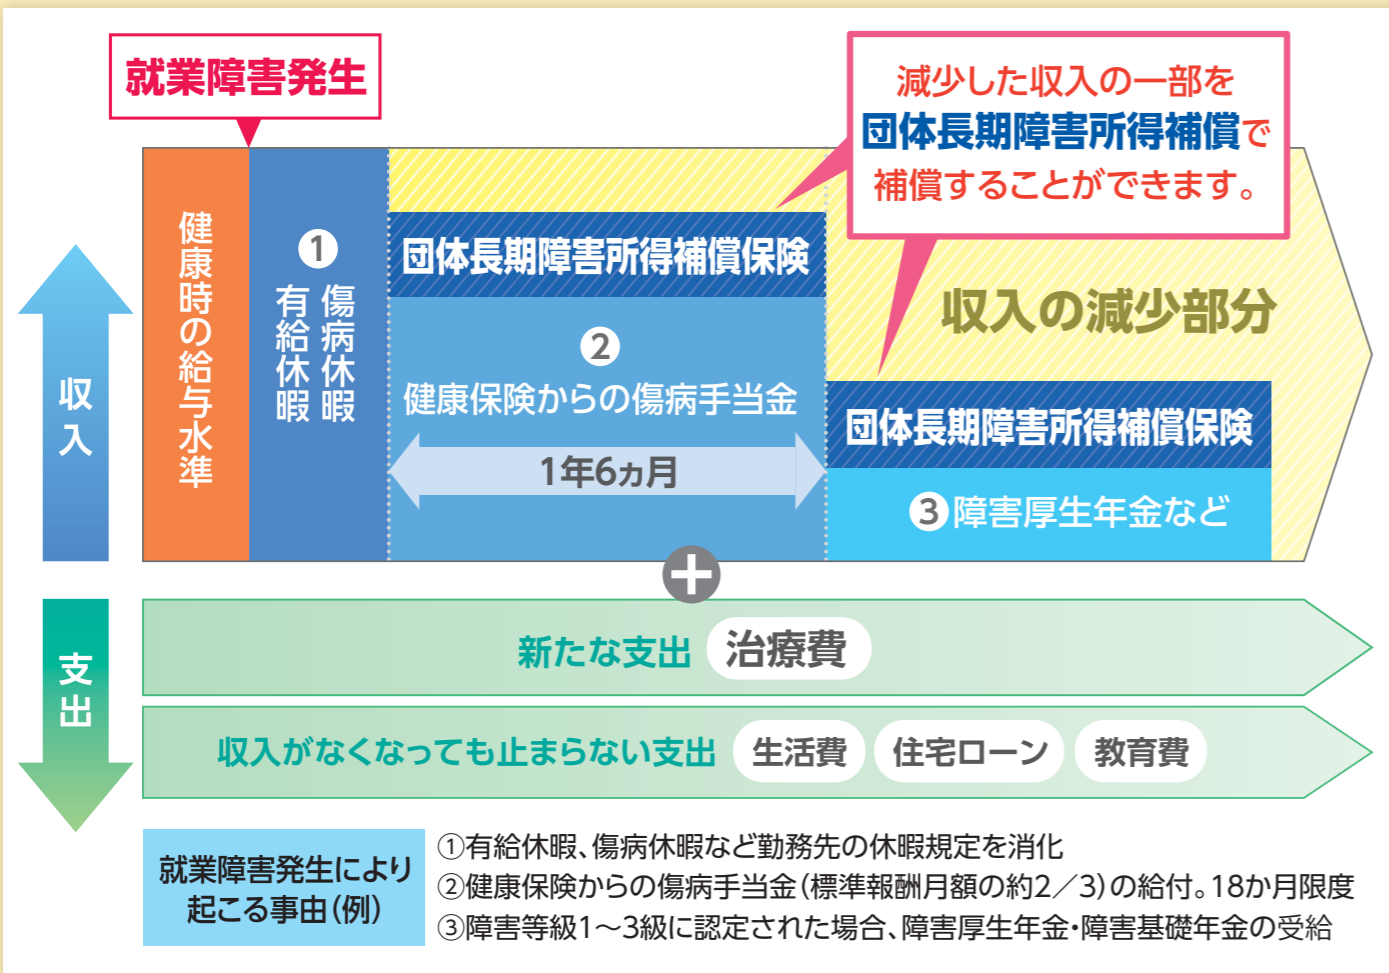 就業障害発生
減少した収入の一部を
団体長期障害所得補償で
補償することができます。
収入
健康時の給与水準
❶
傷病休暇
有給休暇
団体長期障害所得補償保険
❷
健康保険からの傷病手当金
1年6ヵ月
収入の減少部分
団体長期障害所得補償保険
❸障害厚生年金など
+
支出
新たな支出 治療費
収入がなくなっても止まらない支出 生活費 住宅ローン 教育費
就業障害発生により
起こる事由(例)
①有給休暇、傷病休暇など勤務先の休暇規定を消化
②健康保険からの傷病手当金(標準報酬月額の約2/3)の給付。18か月限度
③障害等級1〜3級に認定された場合、障害厚生年金・障害基礎年金の受給